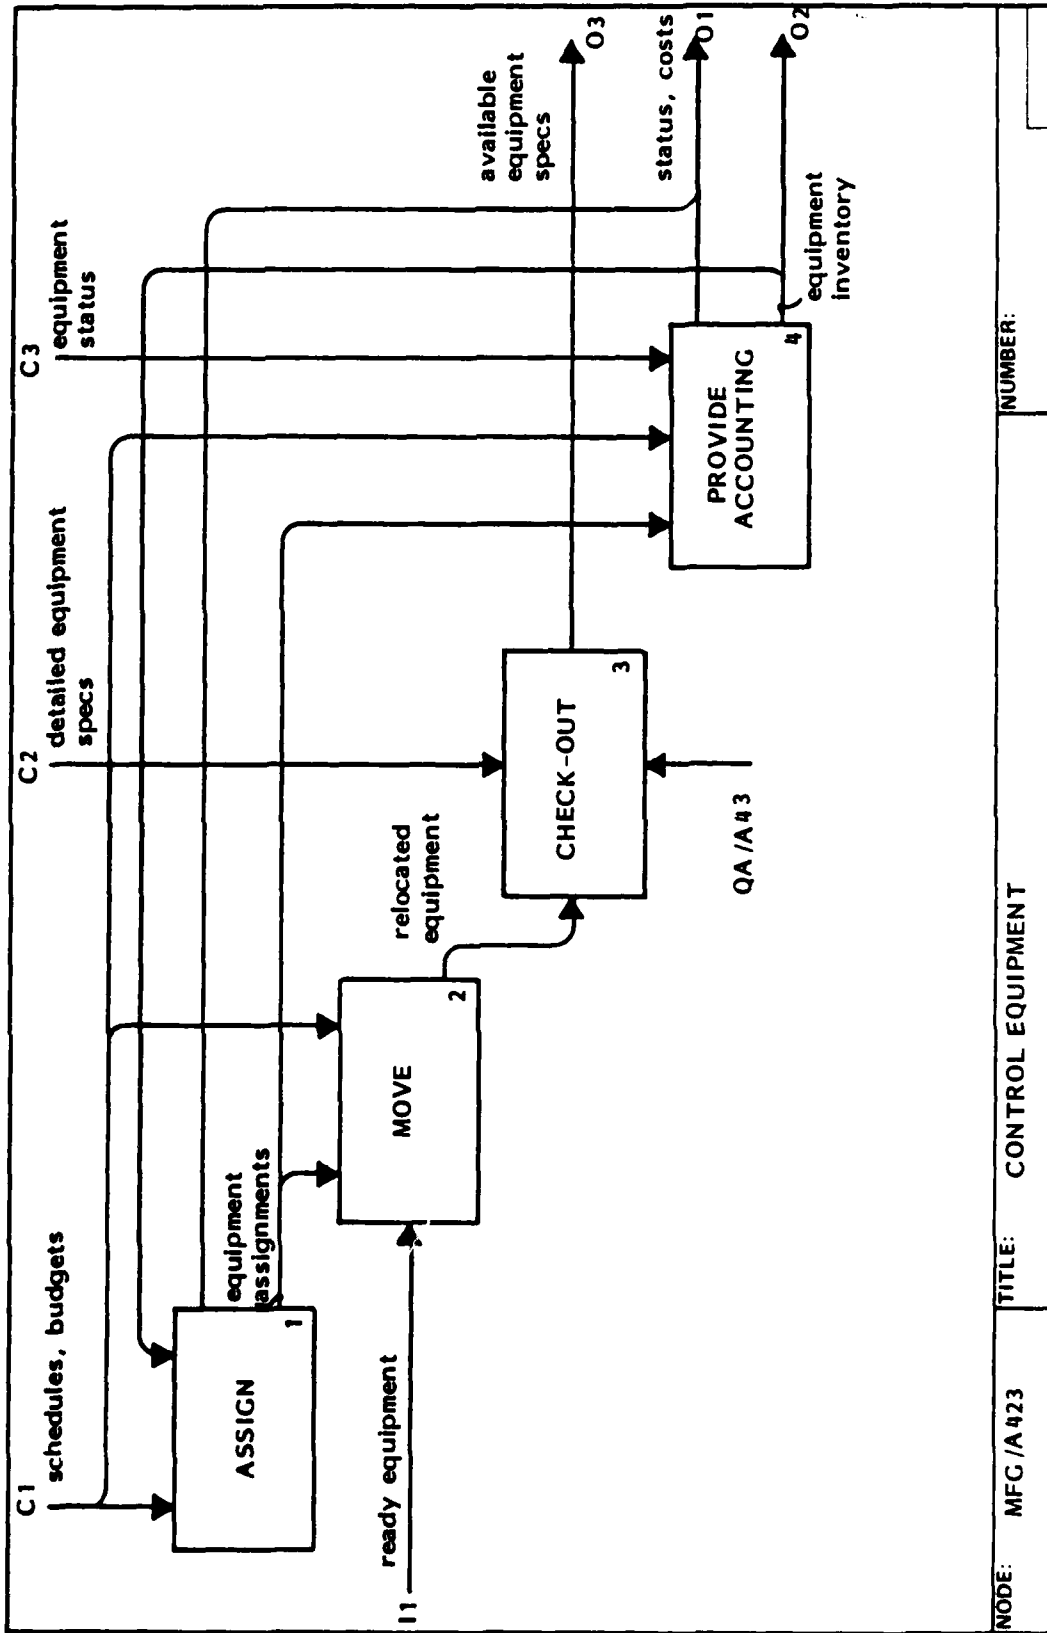 C1
schedules, budgets
C2
detailed equipment
specs
C3
equipment
status
ASSIGN
1
equipment
assignments
I1
ready equipment
MOVE
2
relocated
equipment
CHECK-OUT
3
QA/A43
PROVIDE
ACCOUNTING
4
available
equipment
specs
O3
status, costs
O1
O2
equipment
inventory
NODE:
MFG/A423
TITLE:
CONTROL EQUIPMENT
NUMBER: